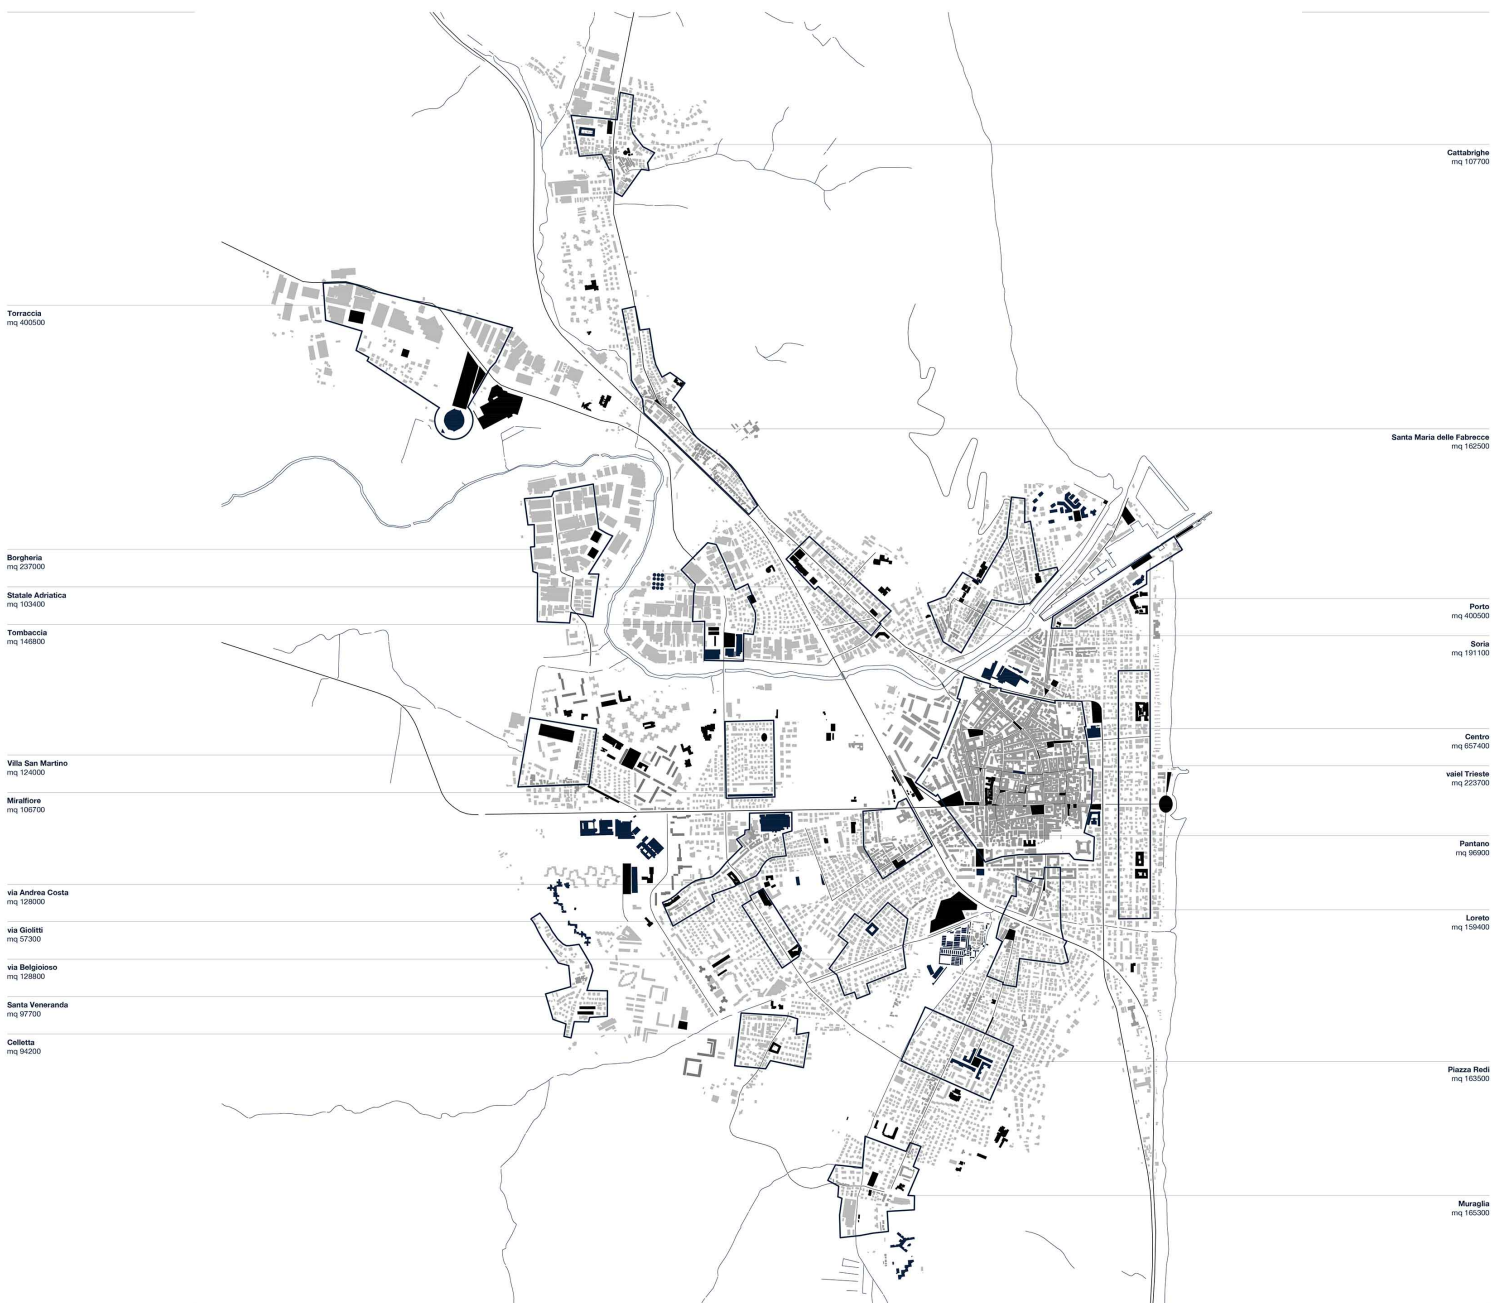 Cattabrighe
mq 107700
Torraccia
mq 400500
Santa Maria delle Fabrecce
mq 162500
Borgheria
mq 237000
Statale Adriatica
mq 103400
Tombaccia
mq 146800
Porto
mq 400500
Soria
mq 191100
Centro
mq 657400
vaiel Trieste
mq 223700
Villa San Martino
mq 124000
Miralfiore
mq 106700
Pantano
mq 96900
via Andrea Costa
mq 128000
via Giolitti
mq 57300
via Belgioioso
mq 128800
Santa Veneranda
mq 97700
Celletta
mq 94200
Loreto
mq 159400
Piazza Redi
mq 163500
Muraglia
mq 165300